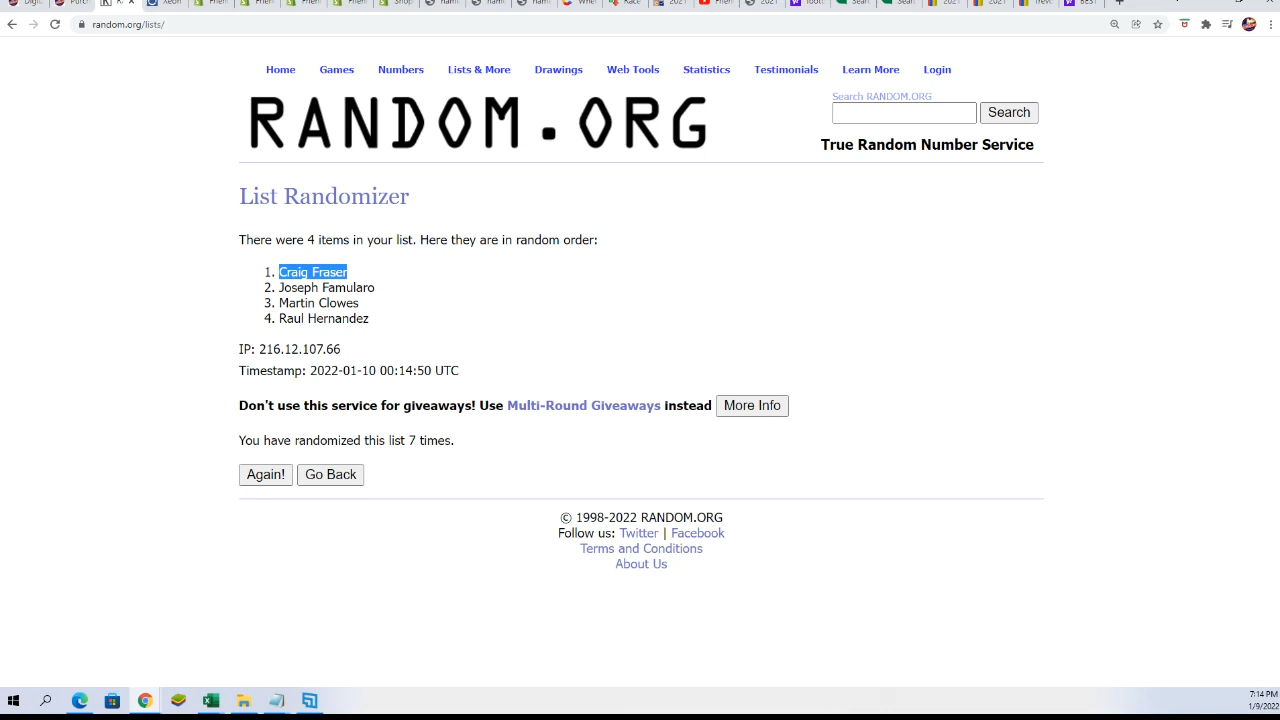 random.org/lists/
Home Games Numbers Lists & More Drawings Web Tools Statistics Testimonials Learn More Login
RANDOM.ORG
Search RANDOM.ORG
Search
True Random Number Service
List Randomizer
There were 4 items in your list. Here they are in random order:
1. Craig Fraser
2. Joseph Famularo
3. Martin Clowes
4. Raul Hernandez
IP: 216.12.107.66
Timestamp: 2022-01-10 00:14:50 UTC
Don't use this service for giveaways! Use Multi-Round Giveaways instead More Info
You have randomized this list 7 times.
Again! Go Back
© 1998-2022 RANDOM.ORG
Follow us: Twitter | Facebook
Terms and Conditions
About Us
7:14 PM
1/9/2022